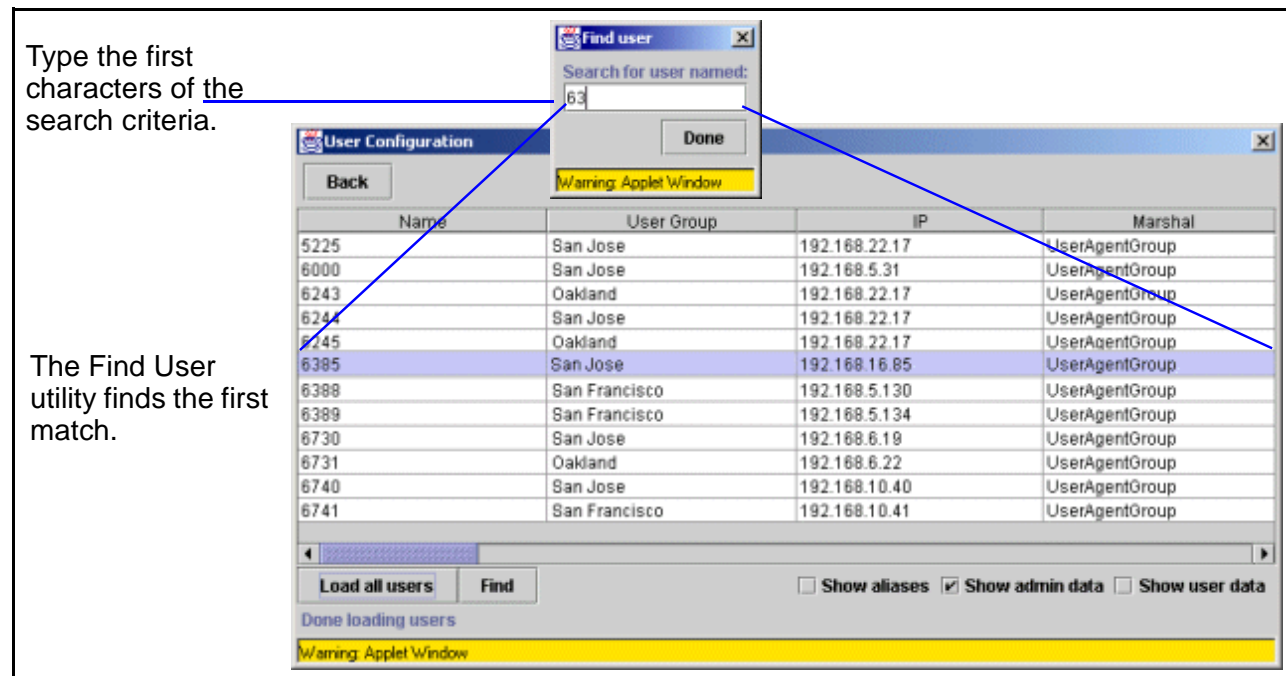 Type the first
characters of the
search criteria.
Find user
Search for user named:
63
Done
Warning: Applet Window
User Configuration
Back
Name User Group IP Marshal
5225 San Jose 192.168.22.17 UserAgentGroup
6000 San Jose 192.168.5.31 UserAgentGroup
6243 Oakland 192.168.22.17 UserAgentGroup
6244 San Jose 192.168.22.17 UserAgentGroup
6245 Oakland 192.168.22.17 UserAgentGroup
6385 San Jose 192.168.16.85 UserAgentGroup
6388 San Francisco 192.168.5.130 UserAgentGroup
6389 San Francisco 192.168.5.134 UserAgentGroup
6730 San Jose 192.168.6.19 UserAgentGroup
6731 Oakland 192.168.6.22 UserAgentGroup
6740 San Jose 192.168.10.40 UserAgentGroup
6741 San Francisco 192.168.10.41 UserAgentGroup
The Find User
utility finds the first
match.
Load all users Find Show aliases Show admin data Show user data
Done loading users
Warning: Applet Window